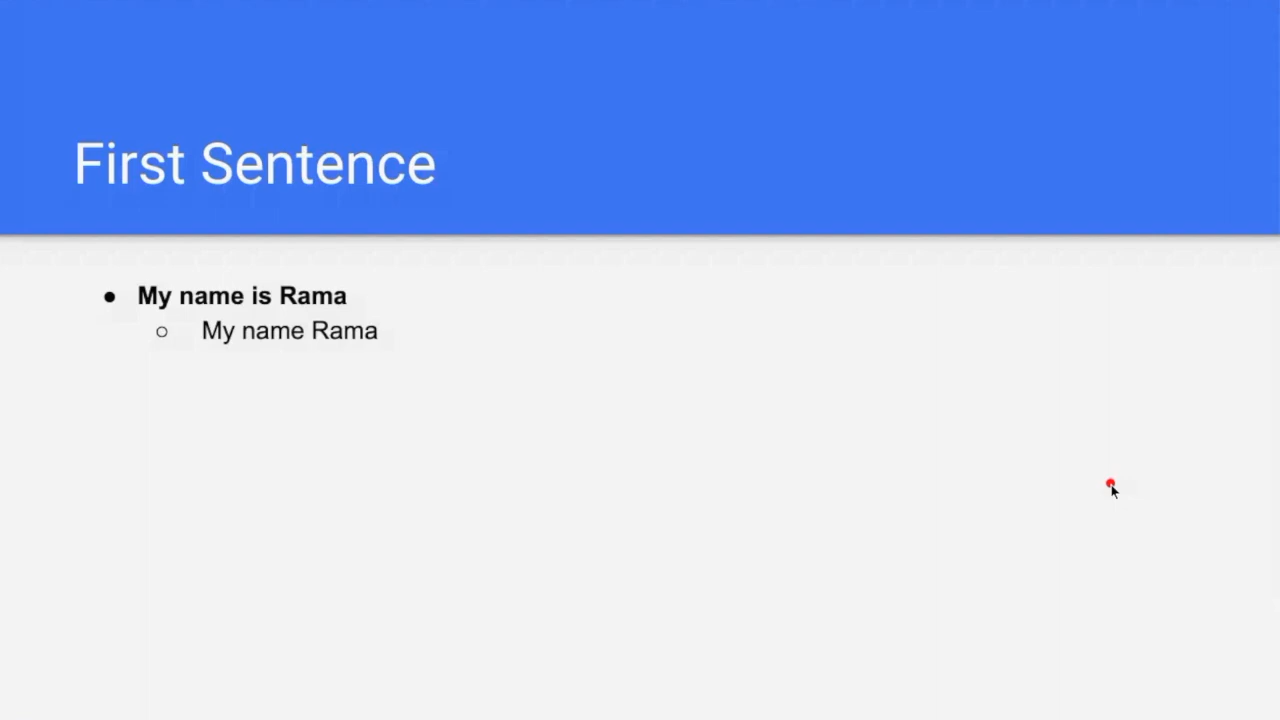 First Sentence
● My name is Rama
○ My name Rama